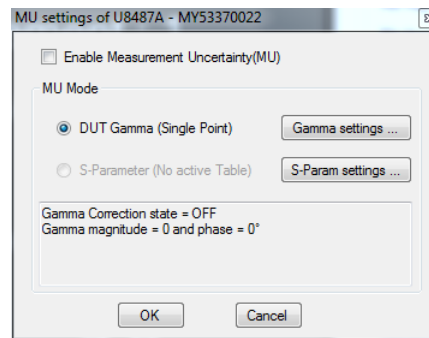 MU settings of U8487A - MY53370022
Enable Measurement Uncertainty(MU)
MU Mode
DUT Gamma (Single Point)
Gamma settings ...
S-Parameter (No active Table)
S-Param settings ...
Gamma Correction state = OFF
Gamma magnitude = 0 and phase = 0°
OK
Cancel